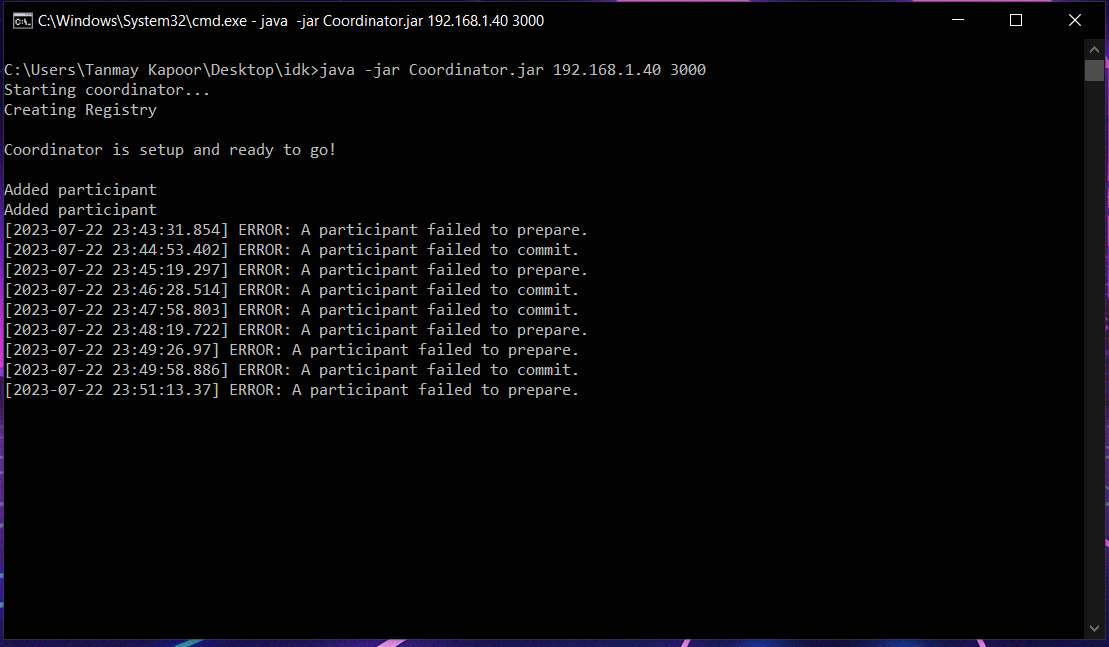 C:\Windows\System32\cmd.exe - java  -jar Coordinator.jar 192.168.1.40 3000
C:\Users\Tanmay Kapoor\Desktop\idk>java -jar Coordinator.jar 192.168.1.40 3000
Starting coordinator...
Creating Registry
Coordinator is setup and ready to go!
Added participant
Added participant
[2023-07-22 23:43:31.854] ERROR: A participant failed to prepare.
[2023-07-22 23:44:53.402] ERROR: A participant failed to commit.
[2023-07-22 23:45:19.297] ERROR: A participant failed to prepare.
[2023-07-22 23:46:28.514] ERROR: A participant failed to commit.
[2023-07-22 23:47:58.803] ERROR: A participant failed to commit.
[2023-07-22 23:48:19.722] ERROR: A participant failed to prepare.
[2023-07-22 23:49:26.97] ERROR: A participant failed to prepare.
[2023-07-22 23:49:58.886] ERROR: A participant failed to commit.
[2023-07-22 23:51:13.37] ERROR: A participant failed to prepare.